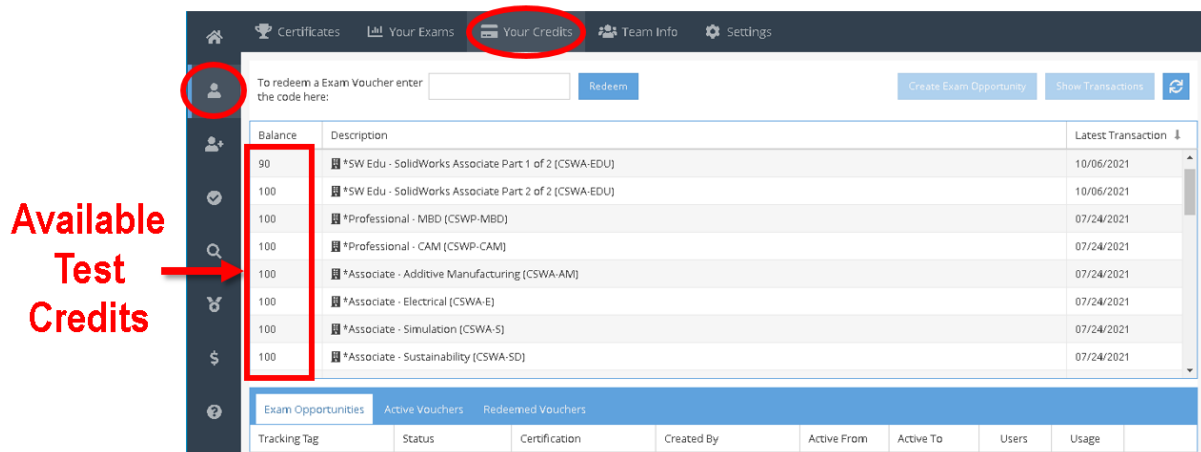 Certificates Your Exams Your Credits Team Info Settings
To redeem a Exam Voucher enter
the code here:
Redeem
Create Exam Opportunity Show Transactions
Balance Description Latest Transaction
90 *SW Edu - SolidWorks Associate Part 1 of 2 [CSWA-EDU] 10/06/2021
100 *SW Edu - SolidWorks Associate Part 2 of 2 [CSWA-EDU] 10/06/2021
100 *Professional - MBD [CSWP-MBD] 07/24/2021
100 *Professional - CAM [CSWP-CAM] 07/24/2021
100 *Associate - Additive Manufacturing [CSWA-AM] 07/24/2021
100 *Associate - Electrical [CSWA-E] 07/24/2021
100 *Associate - Simulation [CSWA-S] 07/24/2021
100 *Associate - Sustainability [CSWA-SD] 07/24/2021
Available
Test
Credits
Exam Opportunities Active Vouchers Redeemed Vouchers
Tracking Tag Status Certification Created By Active From Active To Users Usage